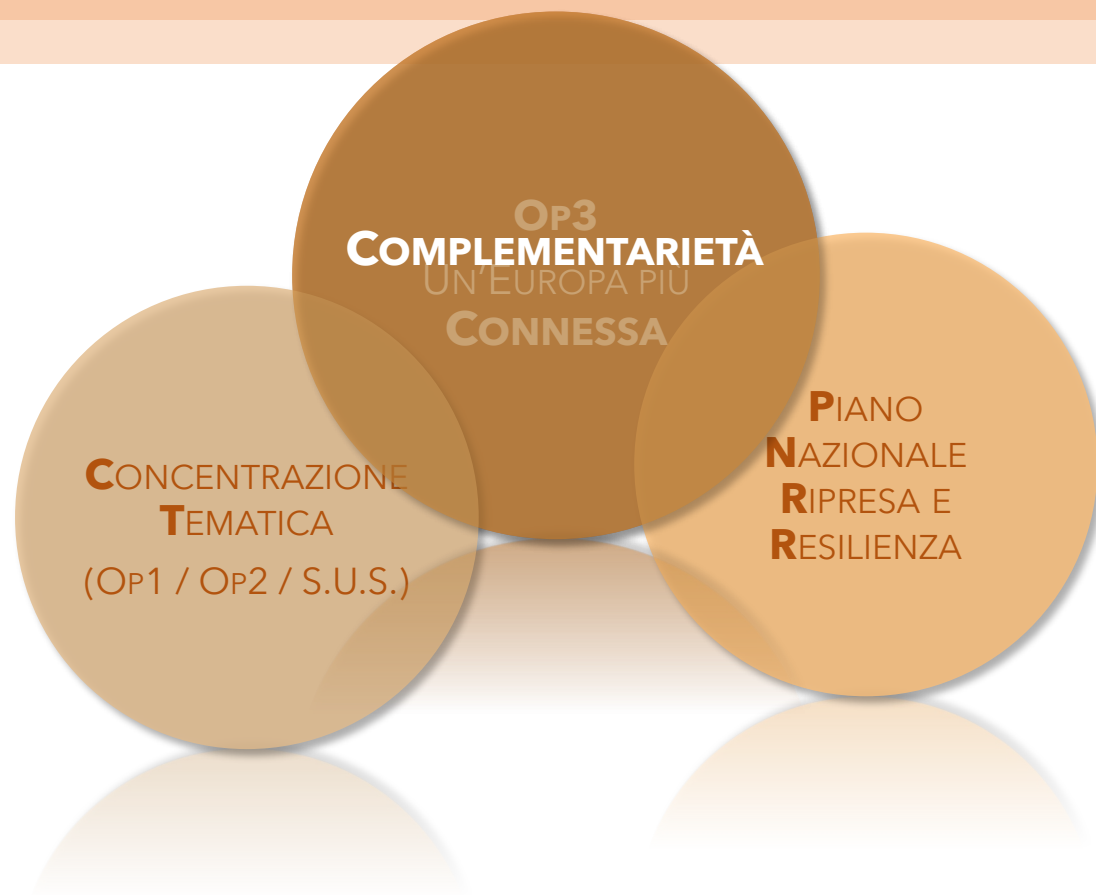 OP3
COMPLEMENTARIETÀ
UN'EUROPA PIÙ
CONNESSA
CONCENTRAZIONE
TEMATICA
(OP1 / OP2 / S.U.S.)
PIANO
NAZIONALE
RIPRESA E
RESILIENZA